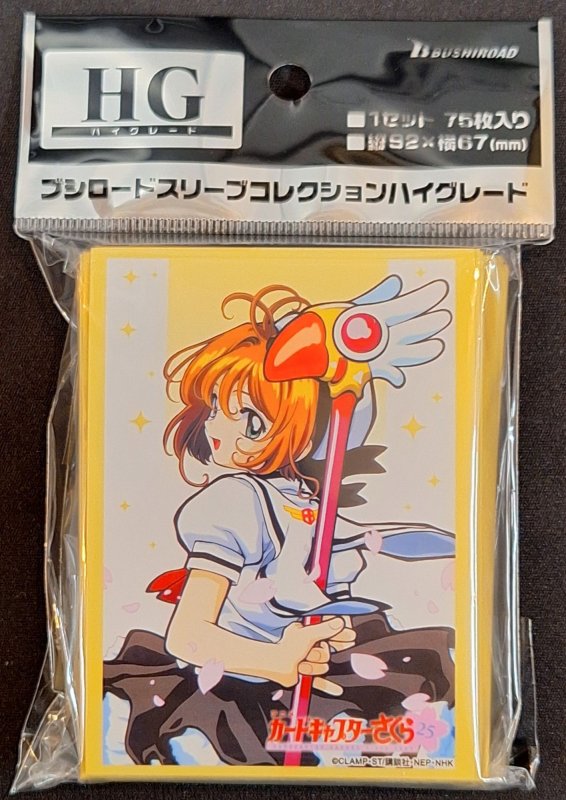 BUSHIROAD
HG
ハイグレード
■1セット 75枚入り
■縦92×横67(mm)
ブシロードスリーブコレクションハイグレード
カードキャプターさくら
25
©CLAMP・ST/講談社・NEP・NHK